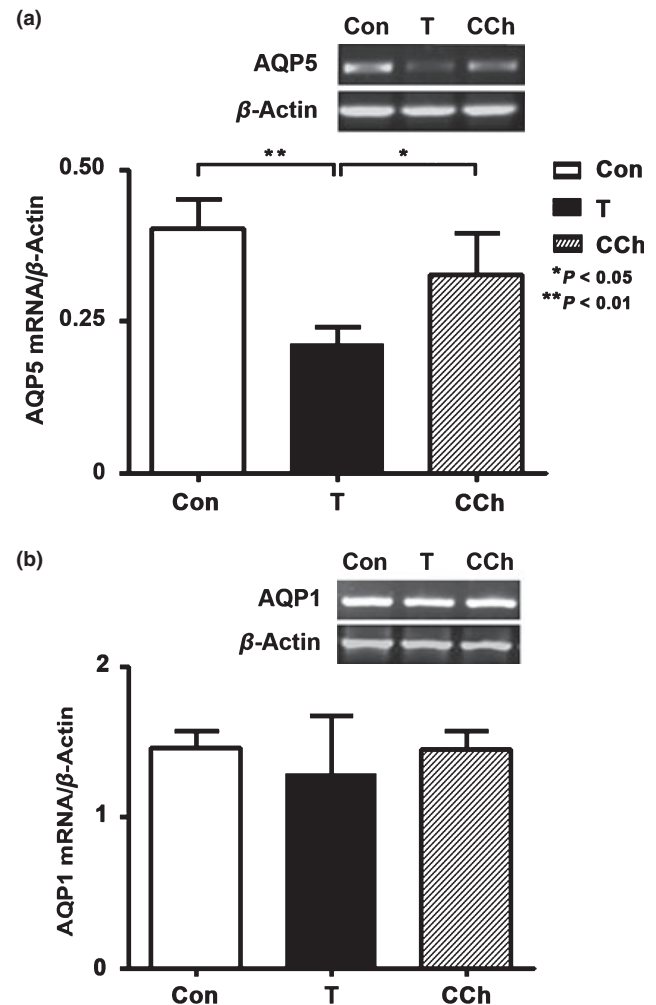 (a)
Con T CCh
AQP5
β-Actin
** *
0.50
0.25
0
AQP5 mRNA/β-Actin
Con T CCh
Con
T
CCh
*P < 0.05
**P < 0.01
(b)
Con T CCh
AQP1
β-Actin
2
1
0
AQP1 mRNA/β-Actin
Con T CCh